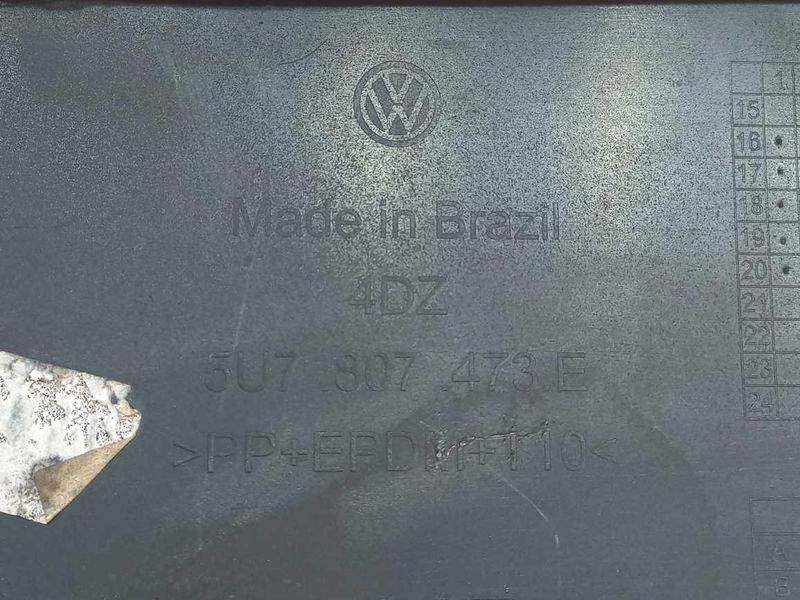 Made in Brazil
4DZ
5U7 .807 .473.E
>PP+EPDM+T10<
1
15
16
17
18
19
20
21
22
23
24
A
B